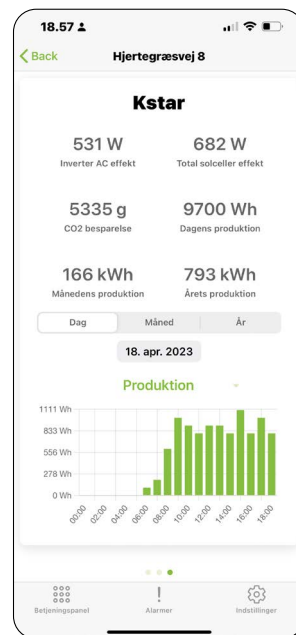 18.57
Back
Hjertegræsvej 8
Kstar
531 W
682 W
Inverter AC effekt
Total solceller effekt
5335 g
9700 Wh
CO2 besparelse
Dagens produktion
166 kWh
793 kWh
Månedens produktion
Årets produktion
Dag
Måned
År
18. apr. 2023
Produktion
1111 Wh
833 Wh
556 Wh
278 Wh
0 Wh
00:00
02:00
04:00
06:00
08:00
10:00
12:00
14:00
16:00
18:00
Betjeningspanel
Alarmer
Indstillinger